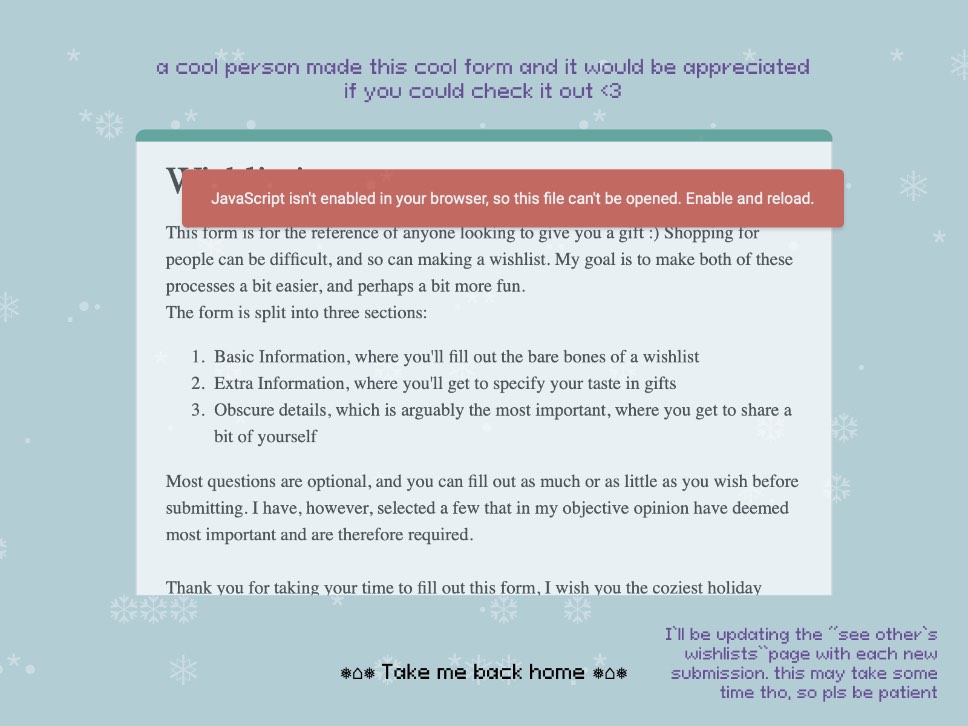 a cool person made this cool form and it would be appreciated
if you could check it out <3
JavaScript isn't enabled in your browser, so this file can't be opened. Enable and reload.
This form is for the reference of anyone looking to give you a gift :) Shopping for
people can be difficult, and so can making a wishlist. My goal is to make both of these
processes a bit easier, and perhaps a bit more fun.
The form is split into three sections:
1. Basic Information, where you'll fill out the bare bones of a wishlist
2. Extra Information, where you'll get to specify your taste in gifts
3. Obscure details, which is arguably the most important, where you get to share a
bit of yourself
Most questions are optional, and you can fill out as much or as little as you wish before
submitting. I have, however, selected a few that in my objective opinion have deemed
most important and are therefore required.
Thank you for taking your time to fill out this form, I wish you the coziest holiday
I`ll be updating the ´´see other`s
wishlists``page with each new
submission. this may take some
time tho, so pls be patient
Take me back home